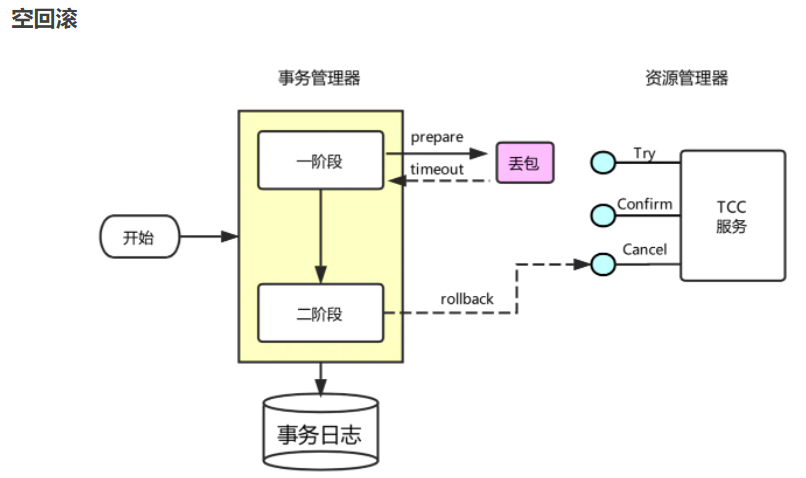 空回滚
事务管理器
资源管理器
一阶段
prepare
timeout
丢包
Try
Confirm
Cancel
TCC
服务
开始
二阶段
rollback
事务日志